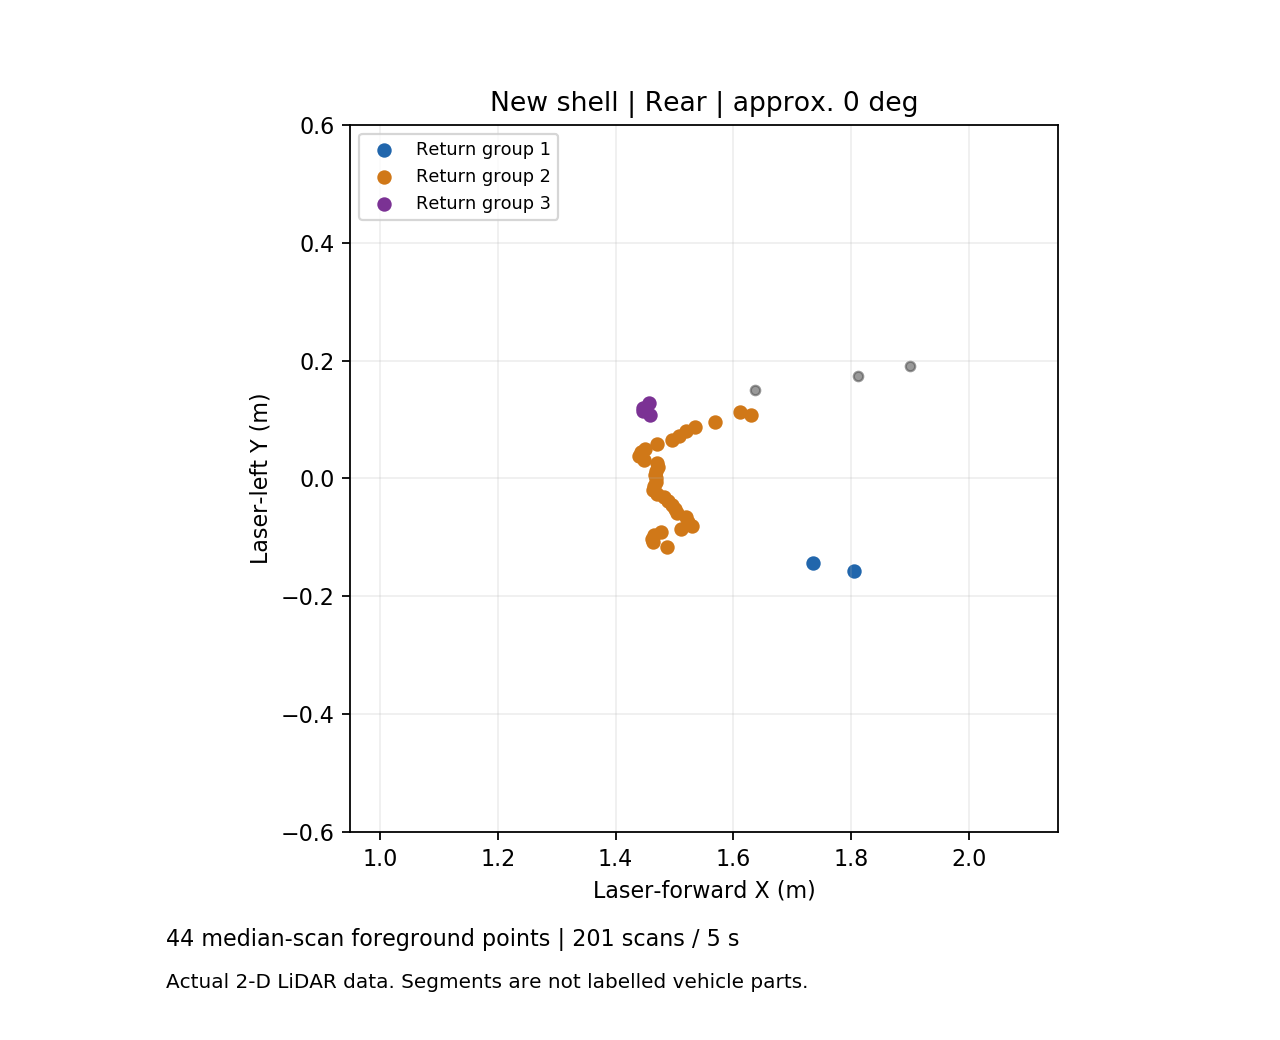 New shell | Rear | approx. 0 deg
Return group 1
Return group 2
Return group 3
0.6
0.4
0.2
0.0
−0.2
−0.4
−0.6
Laser-left Y (m)
1.0 1.2 1.4 1.6 1.8 2.0
Laser-forward X (m)
44 median-scan foreground points | 201 scans / 5 s
Actual 2-D LiDAR data. Segments are not labelled vehicle parts.